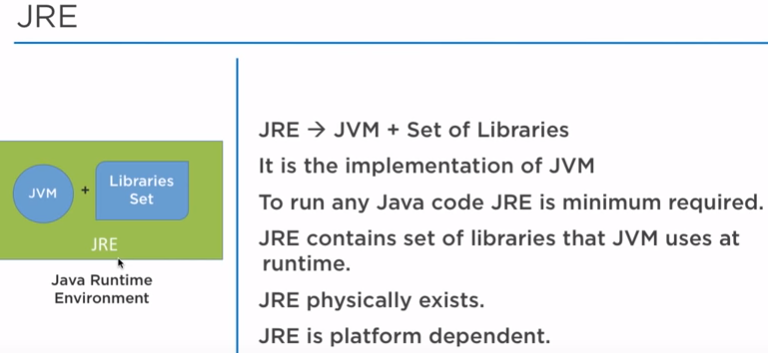 JRE
JVM
+
Libraries
Set
JRE
Java Runtime
Environment
JRE → JVM + Set of Libraries
It is the implementation of JVM
To run any Java code JRE is minimum required.
JRE contains set of libraries that JVM uses at
runtime.
JRE physically exists.
JRE is platform dependent.